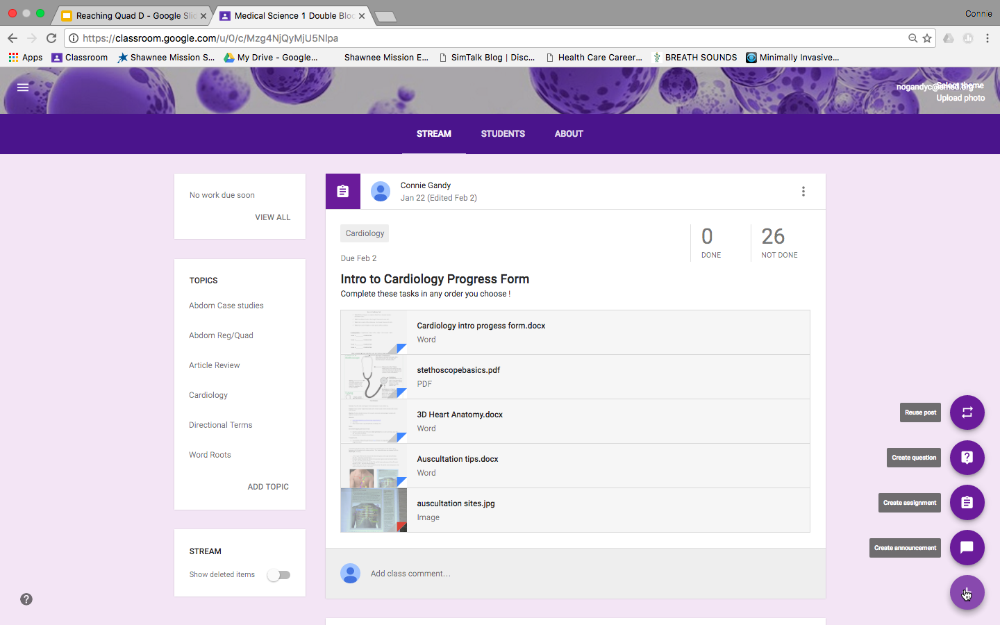 Connie
Reaching Quad D - Google Slid
Medical Science 1 Double Bloc
https://classroom.google.com/u/0/c/Mzg4NjQyMjU5Nlpa
Apps
Classroom
Shawnee Mission S...
My Drive - Google...
Shawnee Mission E...
SimTalk Blog | Disc...
Health Care Career...
BREATH SOUNDS
Minimally Invasive...
Select theme
Upload photo
STREAM
STUDENTS
ABOUT
No work due soon
VIEW ALL
TOPICS
Abdom Case studies
Abdom Reg/Quad
Article Review
Cardiology
Directional Terms
Word Roots
ADD TOPIC
STREAM
Show deleted items
Connie Gandy
Jan 22 (Edited Feb 2)
Cardiology
0
DONE
26
NOT DONE
Due Feb 2
Intro to Cardiology Progress Form
Complete these tasks in any order you choose !
Cardiology intro progess form.docx
Word
stethoscopebasics.pdf
PDF
3D Heart Anatomy.docx
Word
Auscultation tips.docx
Word
auscultation sites.jpg
Image
Add class comment...
Reuse post
Create question
Create assignment
Create announcement